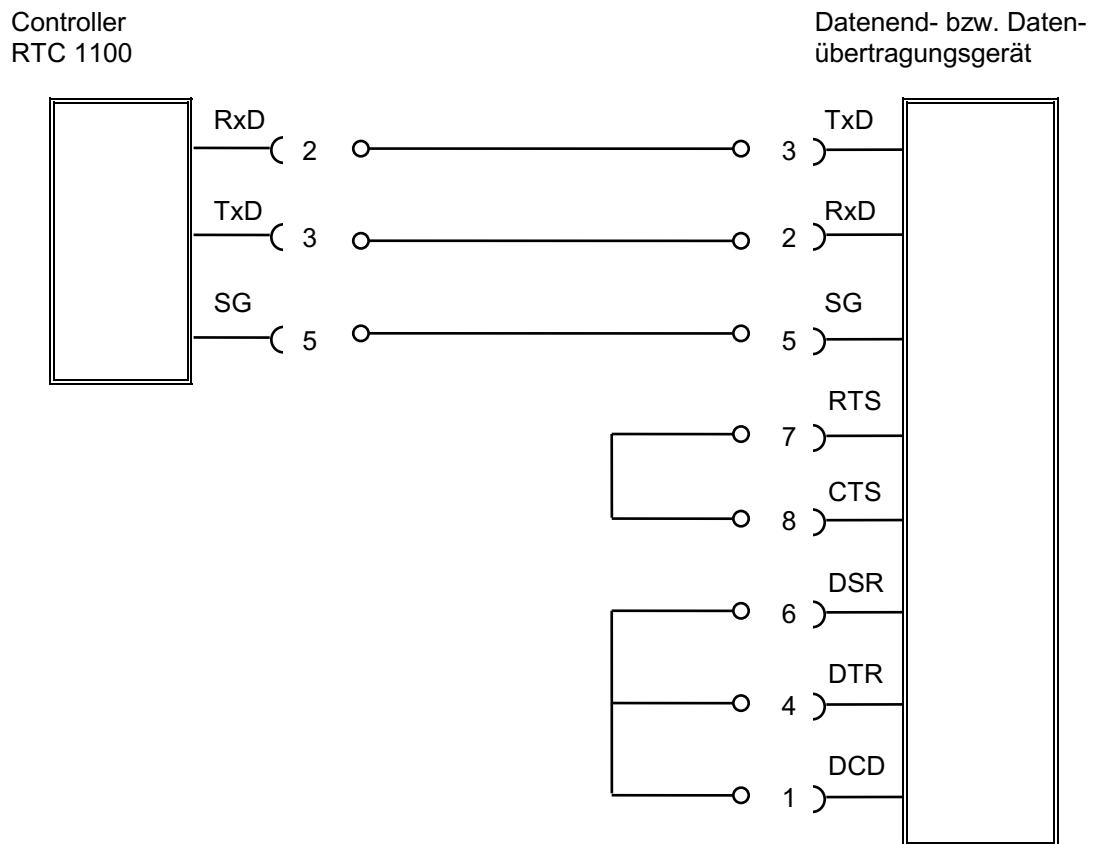 Controller
RTC 1100
Datenend- bzw. Daten-
übertragungsgerät
RxD
2
3
TxD
TxD
3
2
RxD
SG
5
5
SG
7
RTS
8
CTS
6
DSR
4
DTR
1
DCD